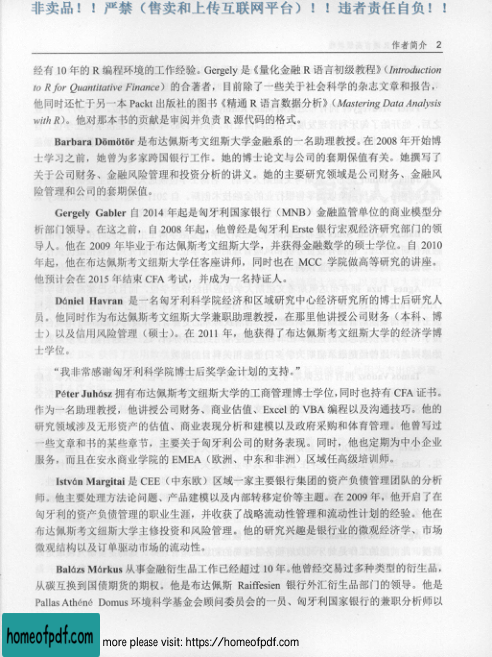 非卖品！！严禁（售卖和上传互联网平台）！！违者责任自负！！
作者简介 2
经有 10 年的 R 编程环境的工作经验。Gergely 是《量化金融 R 语言初级教程》(Introduction
to R for Quantitative Finance）的合著者，目前除了一些关于社会科学的杂志文章和报告，
他同时还忙于另一本 Packt 出版社的图书《精通 R 语言数据分析》(Mastering Data Analysis
with R)。他对那本书的贡献是审阅并负责 R 源代码的格式。
Barbara Dömötör 是布达佩斯考文纽斯大学金融系的一名助理教授。在 2008 年开始博
士学习之前，她曾为多家跨国银行工作。她的博士论文与公司的套期保值有关。她撰写了
关于公司财务、金融风险管理和投资分析的讲义。她的主要研究领域是公司财务、金融风
险管理和公司的套期保值。
Gergely Gabler 自 2014 年起是匈牙利国家银行（MNB）金融监管单位的商业模型分
析部门领导。在这之前，自 2008 年起，他曾经是匈牙利 Erste 银行宏观经济研究部门的领
导人。他在 2009 年毕业于布达佩斯考文纽斯大学，并获得金融数学的硕士学位。自 2010
年起，他在布达佩斯考文纽斯大学任客座讲师，同时也在 MCC 学院做高等研究的讲座。
他预计会在 2015 年结束 CFA 考试，并成为一名持证人。
Dániel Havran 是一名匈牙利科学院经济和区域研究中心经济研究所的博士后研究人
员。他同时作为布达佩斯考文纽斯大学兼职助理教授，在那里他讲授公司财务（本科、博
士）以及信用风险管理（硕士）。在 2011 年，他获得了布达佩斯考文纽斯大学的经济学博
士学位。
“我非常感谢匈牙利科学院博士后奖学金计划的支持。”
Péter Juhász 拥有布达佩斯考文纽斯大学的工商管理博士学位，同时也持有 CFA 证书。
作为一名助理教授，他讲授公司财务、商业估值、Excel 的 VBA 编程以及沟通技巧。他的
研究领域涉及无形资产的估值、商业表现分析和建模以及政府采购和体育管理。他曾写过
一些文章和书的某些章节，主要关于匈牙利公司的财务表现。同时，他也定期为中小企业
服务，而且在安永商业学院的 EMEA（欧洲、中东和非洲）区域任高级培训师。
István Margitai 是 CEE（中东欧）区域一家主要银行集团的资产负债管理团队的分析
师。他主要处理方法论问题、产品建模以及内部转移定价等主题。在 2009 年，他开启了在
匈牙利的资产负债管理的职业生涯，并收获了战略流动性管理和流动性计划的经验。他在
布达佩斯考文纽斯大学主修投资和风险管理。他的研究兴趣是银行业的微观经济学、市场
微观结构以及订单驱动市场的流动性。
Balázs Márkus 从事金融衍生品工作已经超过 10 年。他曾经交易过多种类型的衍生品，
从碳互换到国债期货的期权，他是布达佩斯 Raiffesien 银行外汇衍生品部门的领导。他是
Pallas Athéné Domus 环境科学基金会顾问委员会的一员、匈牙利国家银行的兼职分析师以
homeofpdf.com
more please visit: https://homeofpdf.com